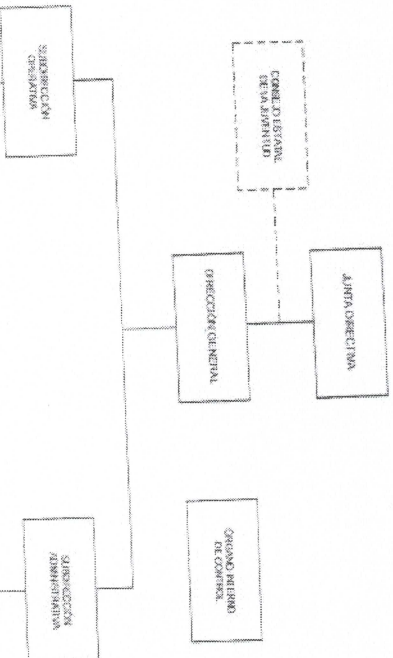 JUNTA DIRECTIVA
CONSEJO ESTATAL
DE LA JUVENTUD
DIRECCIÓN GENERAL
ÓRGANO INTERNO
DE CONTROL
SUBDIRECCIÓN
OPERATIVA
SUBDIRECCIÓN
ADMINISTRATIVA